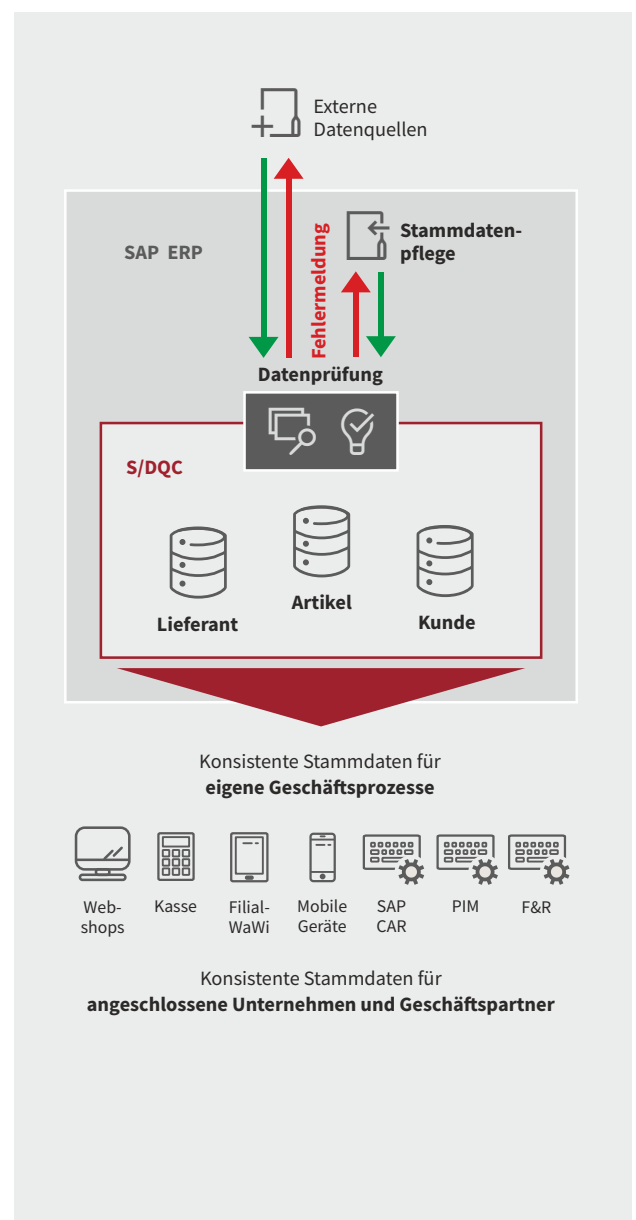 Externe
Datenquellen
SAP ERP
Fehlermeldung
Stammdaten-
pflege
Datenprüfung
S/DQC
Lieferant
Artikel
Kunde
Konsistente Stammdaten für
eigene Geschäftsprozesse
Web-
shops
Kasse
Filial-
WaWi
Mobile
Geräte
SAP
CAR
PIM
F&R
Konsistente Stammdaten für
angeschlossene Unternehmen und Geschäftspartner